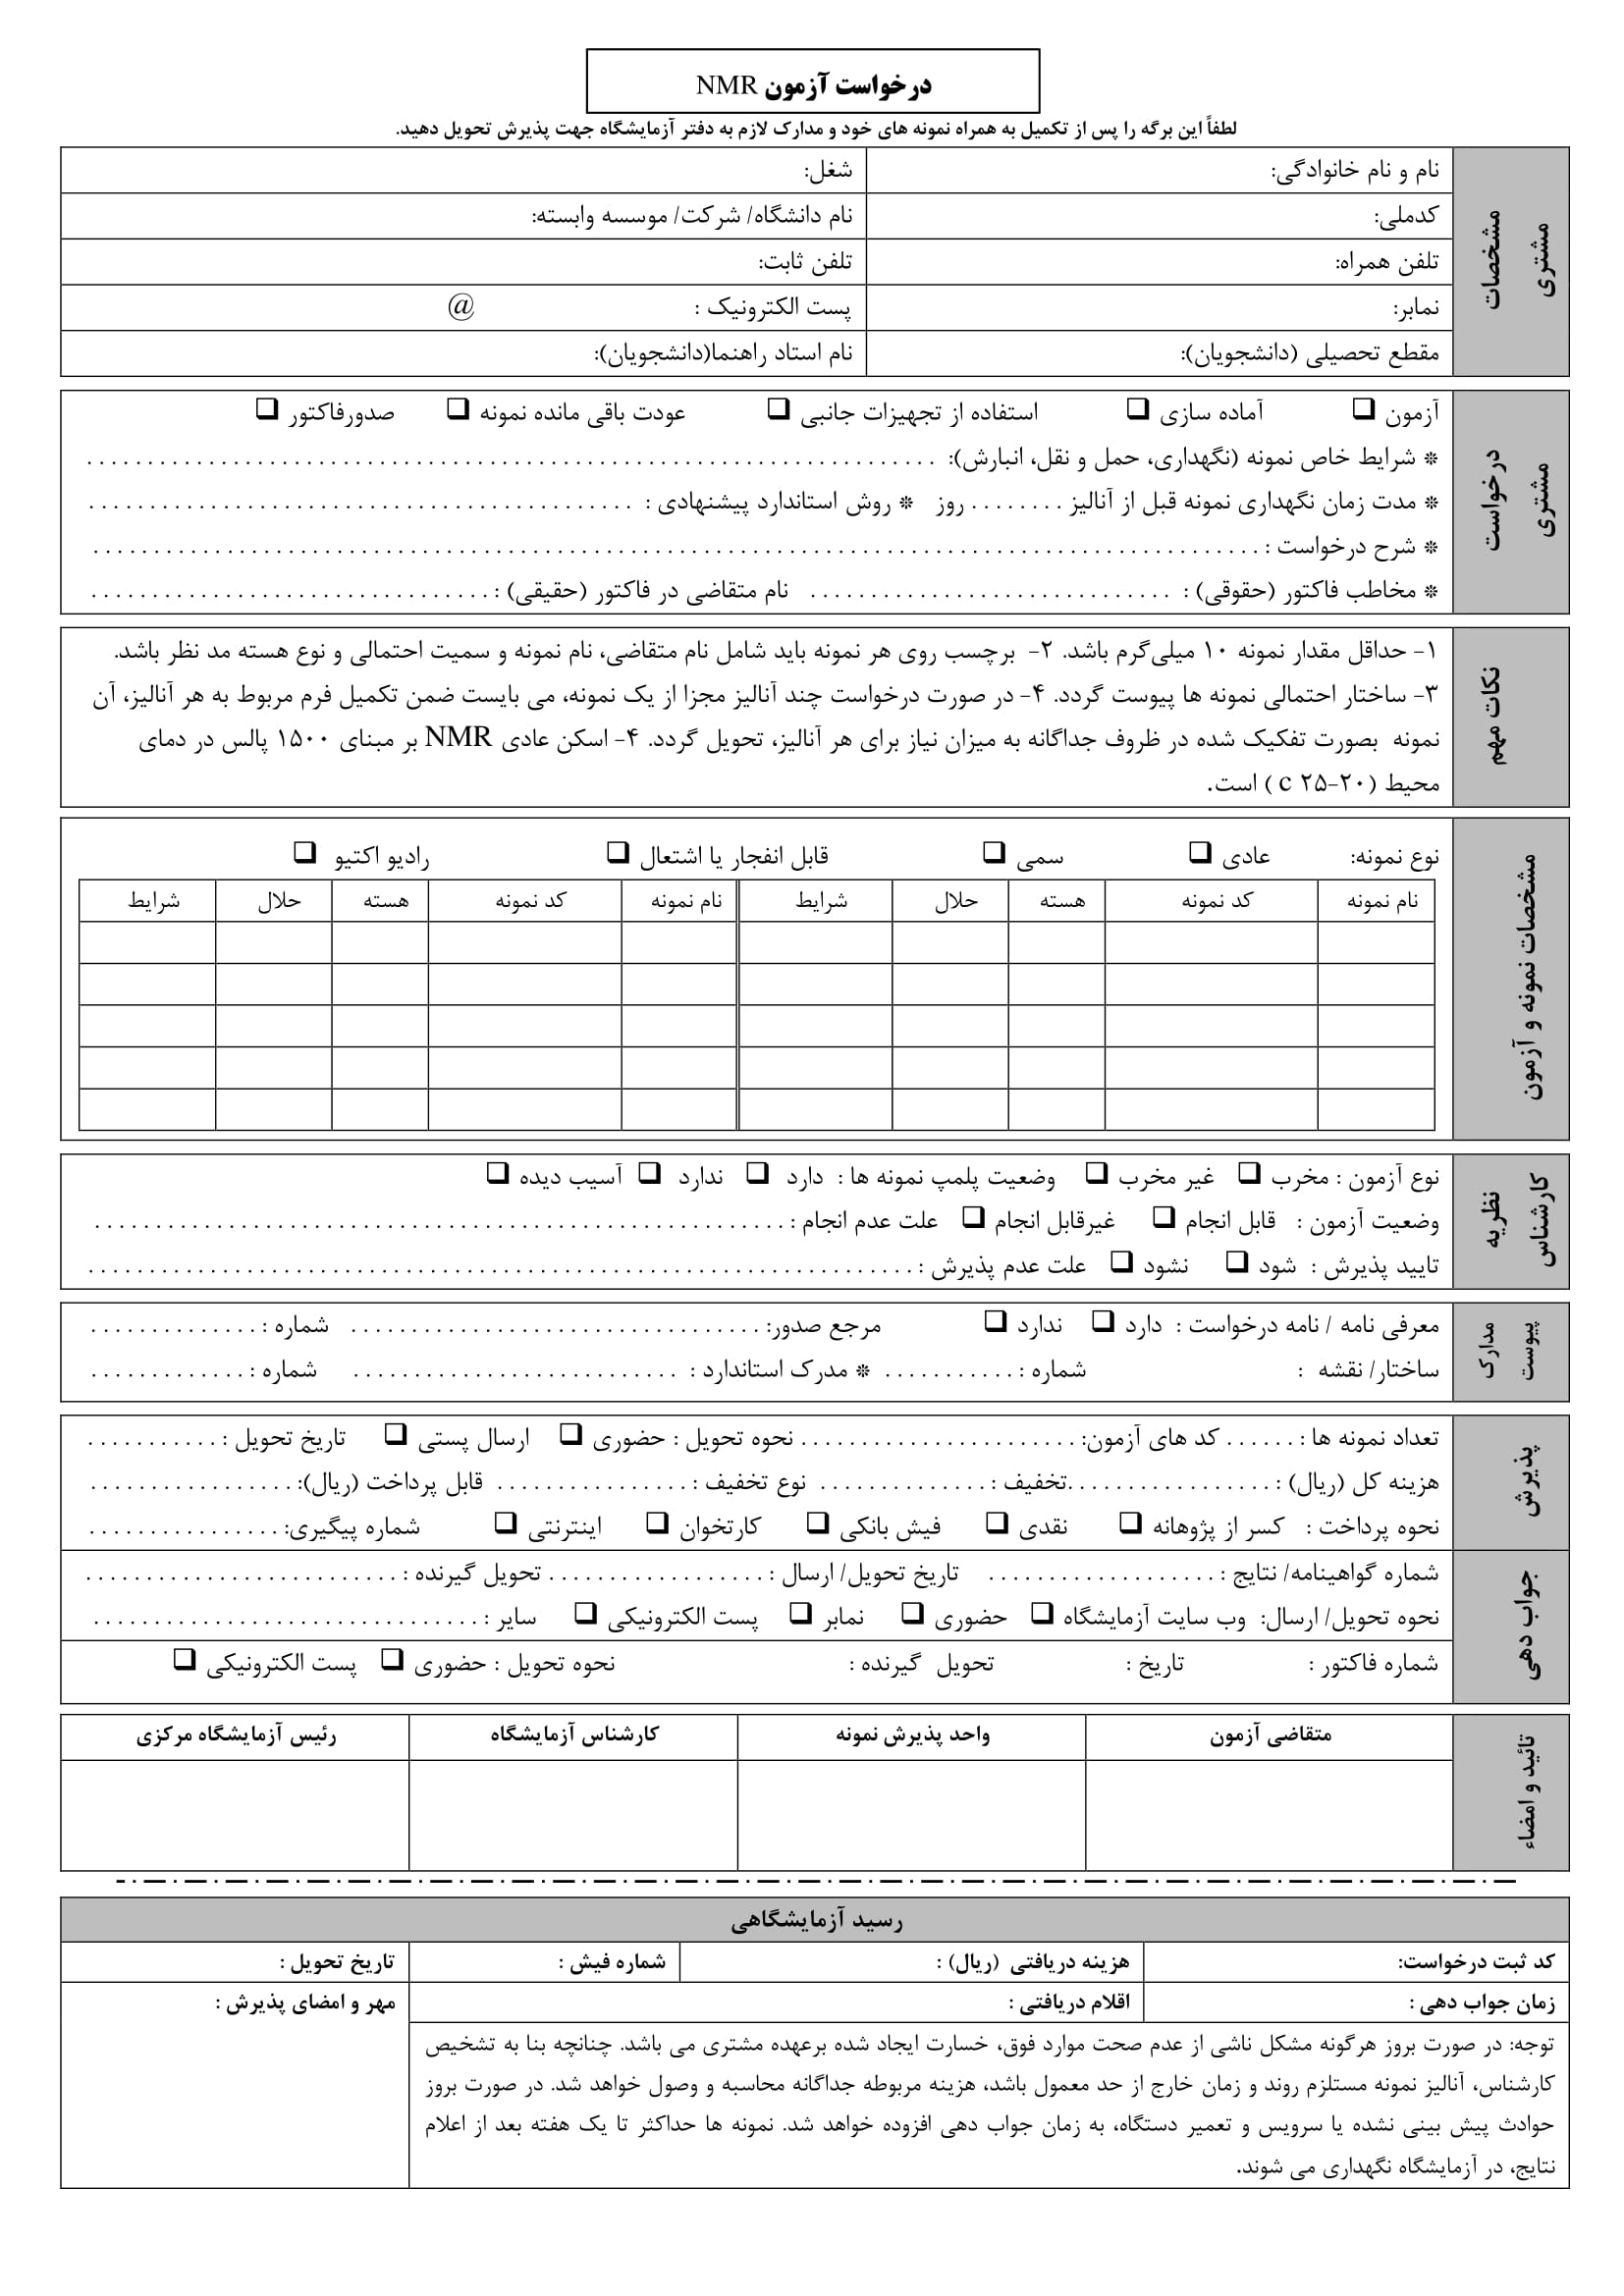 درخواست آزمون NMR
لطفاً این برگه را پس از تکمیل به همراه نمونه های خود و مدارک لازم به دفتر آزمایشگاه جهت پذیرش تحویل دهید.
مشخصات مشتری
نام و نام خانوادگی: شغل:
کدملی: نام دانشگاه/ شرکت/ موسسه وابسته:
تلفن همراه: تلفن ثابت:
نمابر: پست الکترونیک : @
مقطع تحصیلی (دانشجویان): نام استاد راهنما(دانشجویان):
درخواست مشتری
آزمون ❑ آماده سازی ❑ استفاده از تجهیزات جانبی ❑ عودت باقی مانده نمونه ❑ صدورفاکتور ❑
❊ شرایط خاص نمونه (نگهداری، حمل و نقل، انبارش): ......................................................................
❊ مدت زمان نگهداری نمونه قبل از آنالیز ........ روز ❊ روش استاندارد پیشنهادی : .............................................
❊ شرح درخواست : ................................................................................................
❊ مخاطب فاکتور (حقوقی) : .............................. نام متقاضی در فاکتور (حقیقی) : .................................
نکات مهم
۱- حداقل مقدار نمونه ۱۰ میلی‌گرم باشد. ۲- برچسب روی هر نمونه باید شامل نام متقاضی، نام نمونه و سمیت احتمالی و نوع هسته مد نظر باشد.
۳- ساختار احتمالی نمونه ها پیوست گردد. ۴- در صورت درخواست چند آنالیز مجزا از یک نمونه، می بایست ضمن تکمیل فرم مربوط به هر آنالیز، آن
نمونه بصورت تفکیک شده در ظروف جداگانه به میزان نیاز برای هر آنالیز، تحویل گردد. ۴- اسکن عادی NMR بر مبنای ۱۵۰۰ پالس در دمای
محیط (۲۰-۲۵ c ) است.
مشخصات نمونه و آزمون
نوع نمونه: عادی ❑ سمی ❑ قابل انفجار یا اشتعال ❑ رادیو اکتیو ❑
نام نمونه کد نمونه هسته حلال شرایط نام نمونه کد نمونه هسته حلال شرایط
نظریه کارشناس
نوع آزمون : مخرب ❑ غیر مخرب ❑ وضعیت پلمپ نمونه ها : دارد ❑ ندارد ❑ آسیب دیده ❑
وضعیت آزمون : قابل انجام ❑ غیرقابل انجام ❑ علت عدم انجام : .........................................................
تایید پذیرش : شود ❑ نشود ❑ علت عدم پذیرش : ....................................................................
مدارک پیوست
معرفی نامه / نامه درخواست : دارد ❑ ندارد ❑ مرجع صدور: .................................. شماره : ..............
ساختار/ نقشه : شماره : ........... ❊ مدرک استاندارد : ........................... شماره : .............
پذیرش
تعداد نمونه ها : ...... کد های آزمون: ....................... نحوه تحویل : حضوری ❑ ارسال پستی ❑ تاریخ تحویل : ...........
هزینه کل (ریال) : .................تخفیف : .............. نوع تخفیف : ................ قابل پرداخت (ریال): .................
نحوه پرداخت : کسر از پژوهانه ❑ نقدی ❑ فیش بانکی ❑ کارتخوان ❑ اینترنتی ❑ شماره پیگیری: ................
جواب دهی
شماره گواهینامه/ نتایج : ................... تاریخ تحویل/ ارسال : .................. تحویل گیرنده : ..........................
نحوه تحویل/ ارسال: وب سایت آزمایشگاه ❑ حضوری ❑ نمابر ❑ پست الکترونیکی ❑ سایر : ................................
شماره فاکتور : تاریخ : تحویل گیرنده : نحوه تحویل : حضوری ❑ پست الکترونیکی ❑
تائید و امضاء
متقاضی آزمون واحد پذیرش نمونه کارشناس آزمایشگاه رئیس آزمایشگاه مرکزی
رسید آزمایشگاهی
کد ثبت درخواست: هزینه دریافتی (ریال) : شماره فیش : تاریخ تحویل :
زمان جواب دهی : اقلام دریافتی : مهر و امضای پذیرش :
توجه: در صورت بروز هرگونه مشکل ناشی از عدم صحت موارد فوق، خسارت ایجاد شده برعهده مشتری می باشد. چنانچه بنا به تشخیص
کارشناس، آنالیز نمونه مستلزم روند و زمان خارج از حد معمول باشد، هزینه مربوطه جداگانه محاسبه و وصول خواهد شد. در صورت بروز
حوادث پیش بینی نشده یا سرویس و تعمیر دستگاه، به زمان جواب دهی افزوده خواهد شد. نمونه ها حداکثر تا یک هفته بعد از اعلام
نتایج، در آزمایشگاه نگهداری می شوند.